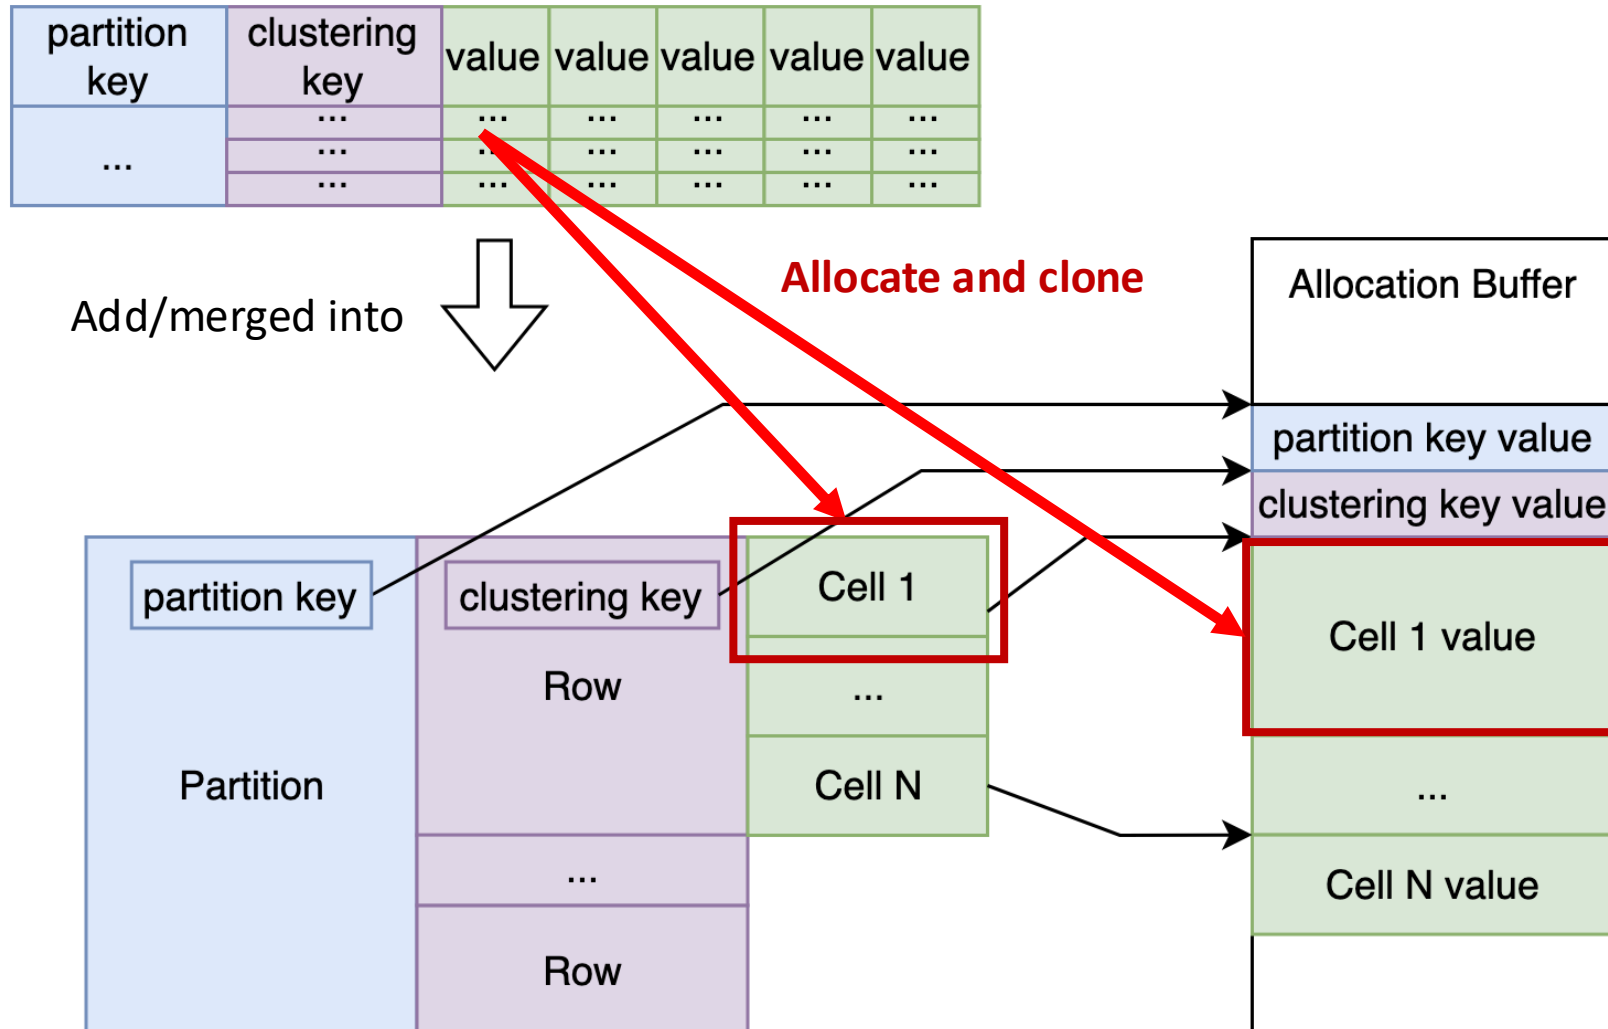 partition
key
clustering
key
value value value value value
... ... ... ... ... ...
...
... ... ... ... ... ...
... ... ... ... ... ...
Add/merged into
Allocate and clone
Allocation Buffer
partition key value
clustering key value
Cell 1 value
...
Cell N value
partition key
Partition
clustering key
Row
...
Row
Cell 1
...
Cell N